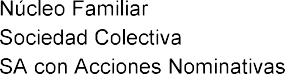 Núcleo Familiar
Sociedad Colectiva
SA con Acciones Nominativas